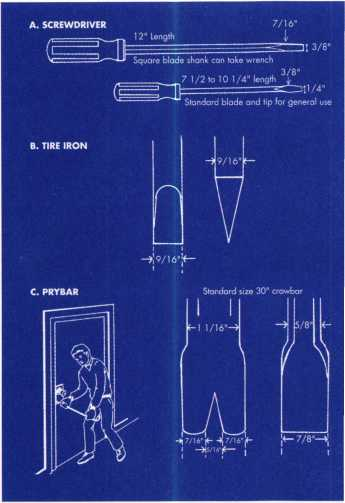 A. SCREWDRIVER
7/16"
12" Length
3/8"
Square blade shank can take wrench
3/8"
7 1/2 to 10 1/4" length
1/4"
Standard blade and tip for general use
B. TIRE IRON
9/16"
9/16"
C. PRYBAR
Standard size 30" crowbar
1 1/16"
5/8"
7/16"
7/16"
5/16"
7/8"